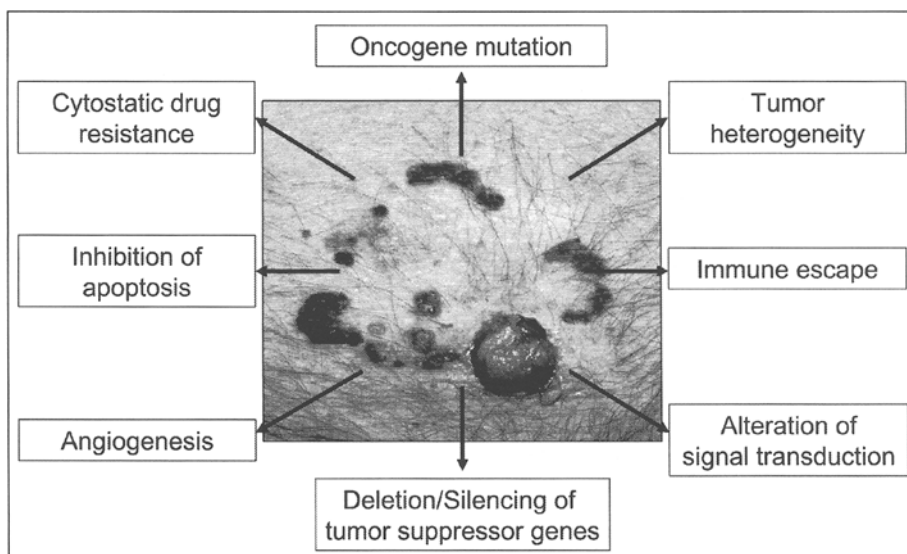 Oncogene mutation
Cytostatic drug
resistance
Tumor
heterogeneity
Inhibition of
apoptosis
Immune escape
Angiogenesis
Alteration of
signal transduction
Deletion/Silencing of
tumor suppressor genes